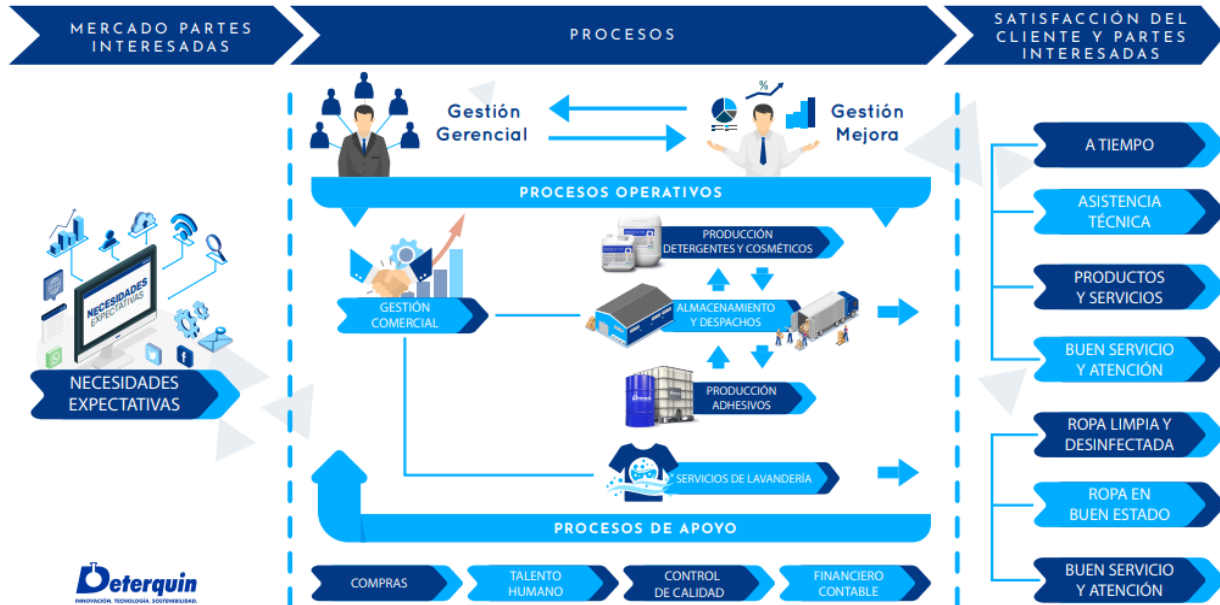 MERCADO PARTES
INTERESADAS
PROCESOS
SATISFACCIÓN DEL
CLIENTE Y PARTES
INTERESADAS
Gestión
Gerencial
%
Gestión
Mejora
PROCESOS OPERATIVOS
NECESIDADES
EXPECTATIVAS
NECESIDADES
EXPECTATIVAS
GESTIÓN
COMERCIAL
PRODUCCIÓN
DETERGENTES Y COSMÉTICOS
ALMACENAMIENTO
Y DESPACHOS
Deterquin
PRODUCCIÓN
ADHESIVOS
SERVICIOS DE LAVANDERÍA
PROCESOS DE APOYO
COMPRAS
TALENTO
HUMANO
CONTROL
DE CALIDAD
FINANCIERO
CONTABLE
A TIEMPO
ASISTENCIA
TÉCNICA
PRODUCTOS
Y SERVICIOS
BUEN SERVICIO
Y ATENCIÓN
ROPA LIMPIA Y
DESINFECTADA
ROPA EN
BUEN ESTADO
BUEN SERVICIO
Y ATENCIÓN
Deterquin
INNOVACIÓN. TECNOLOGÍA. SOSTENIBILIDAD.